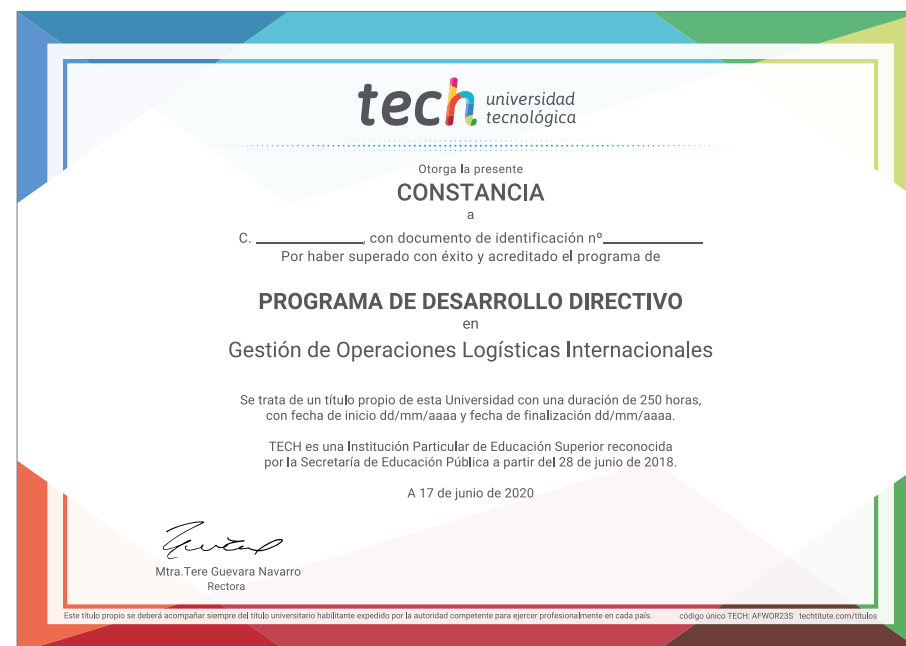 tech universidad
tecnológica
Otorga la presente
CONSTANCIA
a
C. ______________, con documento de identificación nº______________
Por haber superado con éxito y acreditado el programa de
PROGRAMA DE DESARROLLO DIRECTIVO
en
Gestión de Operaciones Logísticas Internacionales
Se trata de un título propio de esta Universidad con una duración de 250 horas,
con fecha de inicio dd/mm/aaaa y fecha de finalización dd/mm/aaaa.
TECH es una Institución Particular de Educación Superior reconocida
por la Secretaría de Educación Pública a partir del 28 de junio de 2018.
A 17 de junio de 2020
Mtra.Tere Guevara Navarro
Rectora
Este título propio se deberá acompañar siempre del título universitario habilitante expedido por la autoridad competente para ejercer profesionalmente en cada país. código único TECH: AFWOR23S techtitute.com/títulos